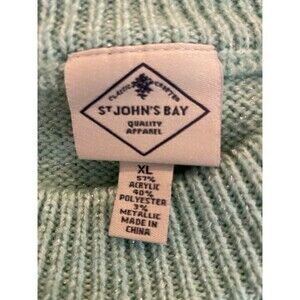 CLASSIC CRAFTED
ST JOHN'S BAY
QUALITY
APPAREL
XL
57%
ACRYLIC
40%
POLYESTER
3%
METALLIC
MADE IN
CHINA